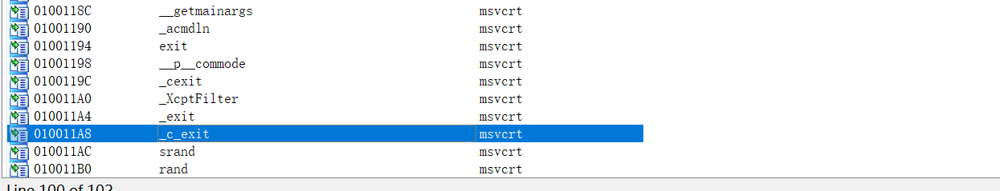 0100118C __getmainargs msvcrt
01001190 _acmdln msvcrt
01001194 exit msvcrt
01001198 __p__commode msvcrt
0100119C _cexit msvcrt
010011A0 _XcptFilter msvcrt
010011A4 _exit msvcrt
010011A8 _c_exit msvcrt
010011AC srand msvcrt
010011B0 rand msvcrt
Line 100 of 102